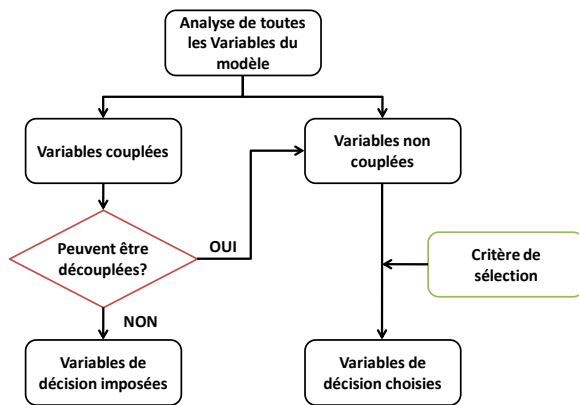 Analyse de toutes
les Variables du
modèle
Variables couplées
Variables non
couplées
Peuvent être
découplées?
OUI
Critère de
sélection
NON
Variables de
décision imposées
Variables de
décision choisies